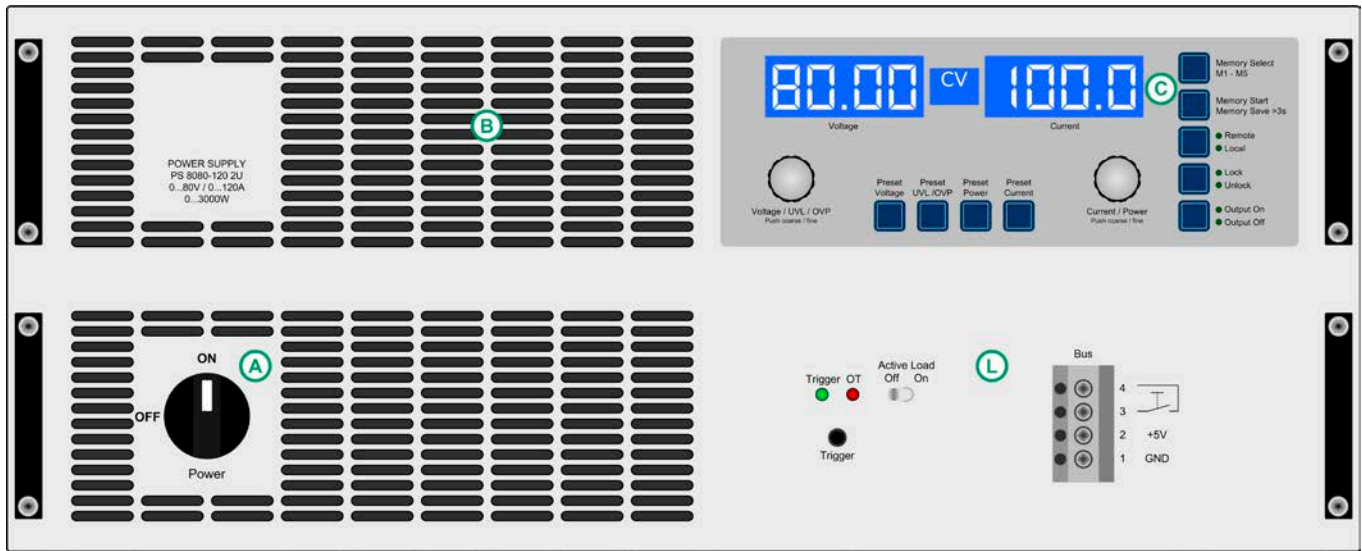 POWER SUPPLY
PS 8080-120 2U
0...80V / 0...120A
0...3000W
B
80.00
CV
100.0
C
Voltage
Current
Memory Select
M1 - M5
Memory Start
Memory Save >3s
Remote
Local
Lock
Unlock
Output On
Output Off
Voltage / UVL / OVP
Push coarse / fine
Preset
Voltage
Preset
UVL /OVP
Preset
Power
Preset
Current
Current / Power
Push coarse / fine
ON
A
OFF
Power
Trigger OT
Active Load
Off On
Trigger
L
Bus
4
3
2 +5V
1 GND